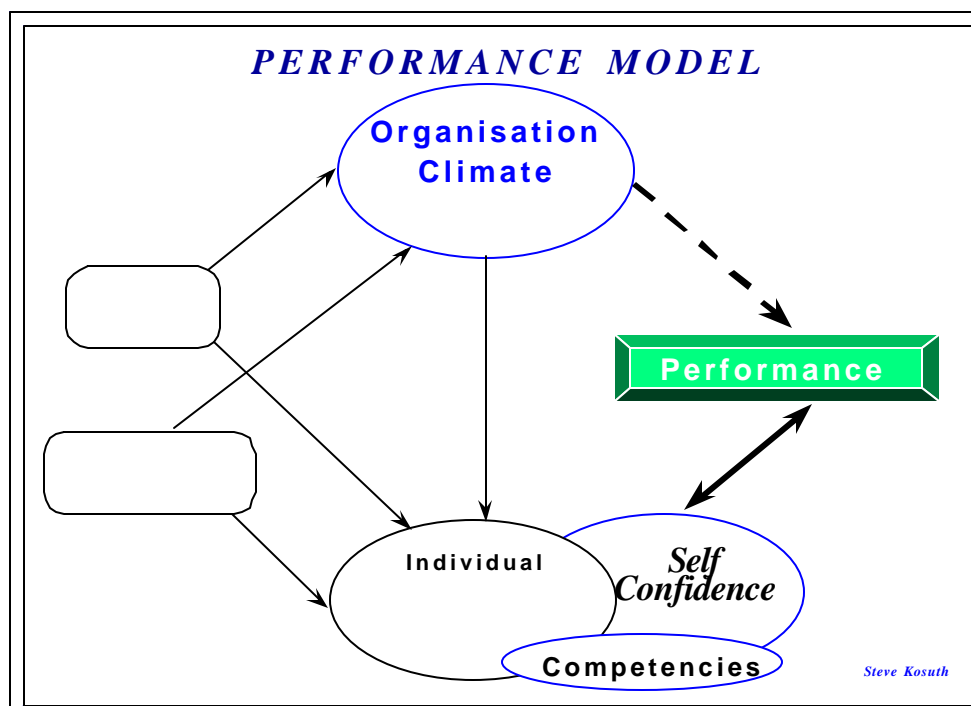 PERFORMANCE MODEL
Organisation
Climate
Performance
Individual
Self
Confidence
Competencies
Steve Kosuth